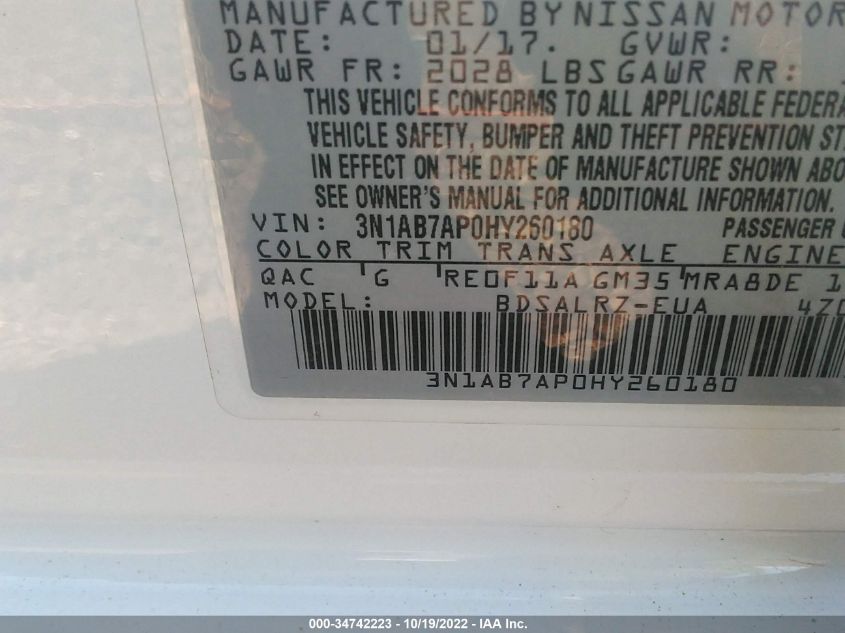 MANUFACTURED BY NISSAN MOTOR
DATE: 01/17. GVWR:
GAWR FR: 2028 LBS GAWR RR:
THIS VEHICLE CONFORMS TO ALL APPLICABLE FEDERA
VEHICLE SAFETY, BUMPER AND THEFT PREVENTION STA
IN EFFECT ON THE DATE OF MANUFACTURE SHOWN ABO
SEE OWNER'S MANUAL FOR ADDITIONAL INFORMATION.
VIN: 3N1AB7AP0HY260180 PASSENGER
COLOR TRIM TRANS AXLE ENGINE
QAC G RE0F11A GM35 MRA8DE 1
MODEL: BDSALRZ-EUA 4Z0
3N1AB7AP0HY260180
000-34742223 - 10/19/2022 - IAA Inc.